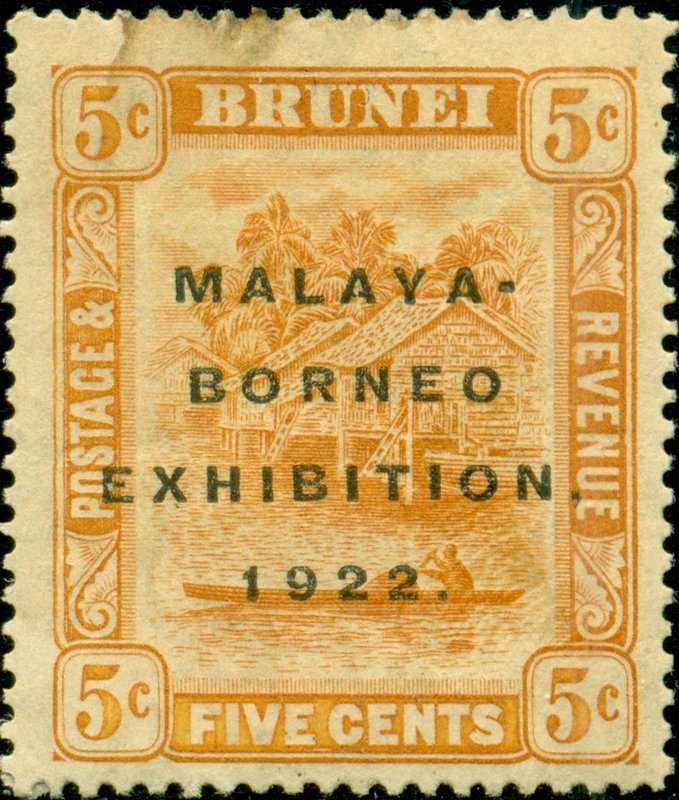 5c BRUNEI 5c
MALAYA-
BORNEO
EXHIBITION,
1922.
POSTAGE &
REVENUE
5c FIVE CENTS 5c